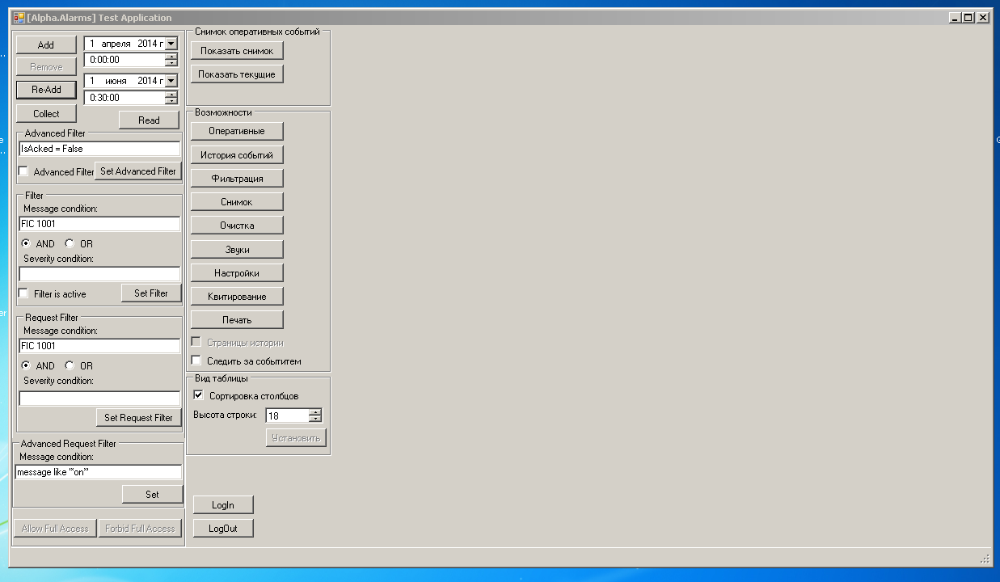 [Alpha.Alarms] Test Application
Add
1 апреля 2014 г
Remove
0:00:00
Re-Add
1 июня 2014 г
0:30:00
Collect
Read
Advanced Filter
IsAcked = False
Advanced Filter
Set Advanced Filter
Filter
Message condition:
FIC 1001
AND OR
Severity condition:
Filter is active
Set Filter
Request Filter
Message condition:
FIC 1001
AND OR
Severity condition:
Set Request Filter
Advanced Request Filter
Message condition:
message like '*on*'
Set
Allow Full Access
Forbid Full Access
Снимок оперативных событий
Показать снимок
Показать текущие
Возможности
Оперативные
История событий
Фильтрация
Снимок
Очистка
Звуки
Настройки
Квитирование
Печать
Страницы истории
Следить за событитем
Вид таблицы
Сортировка столбцов
Высота строки: 18
Установить
LogIn
LogOut